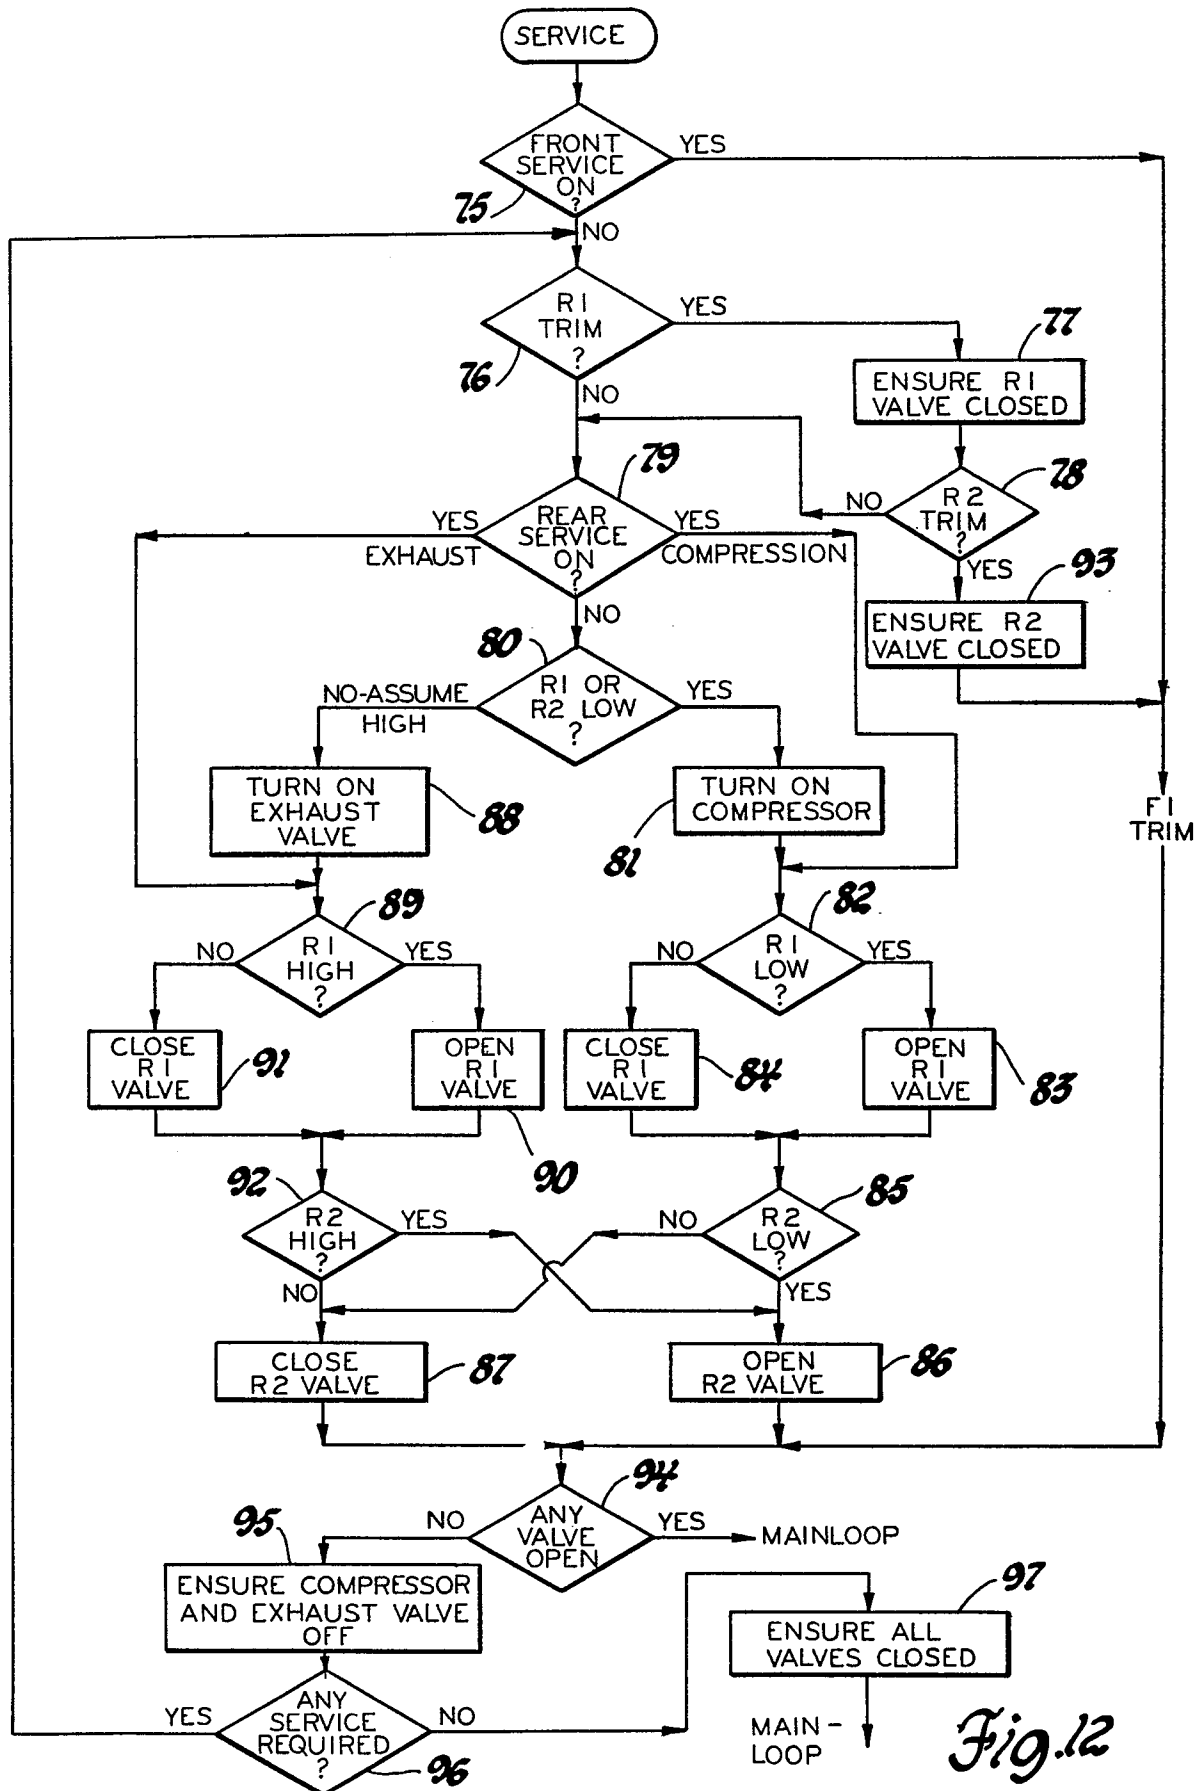 SERVICE
FRONT
SERVICE
ON
?
YES
75
NO
R1
TRIM
?
YES
76
NO
77
ENSURE R1
VALVE CLOSED
79
78
R2
TRIM
?
NO
YES
REAR
SERVICE
ON
?
YES
EXHAUST
YES
COMPRESSION
NO
93
ENSURE R2
VALVE CLOSED
80
R1 OR
R2 LOW
?
NO-ASSUME
HIGH
YES
TURN ON
EXHAUST
VALVE
88
TURN ON
COMPRESSOR
81
F1
TRIM
89
R1
HIGH
?
NO
YES
82
R1
LOW
?
NO
YES
CLOSE
R1
VALVE
91
OPEN
R1
VALVE
90
CLOSE
R1
VALVE
84
OPEN
R1
VALVE
83
92
R2
HIGH
?
YES
NO
85
R2
LOW
?
NO
YES
CLOSE
R2 VALVE
87
OPEN
R2 VALVE
86
94
ANY
VALVE
OPEN
NO
YES
MAINLOOP
95
ENSURE COMPRESSOR
AND EXHAUST VALVE
OFF
97
ENSURE ALL
VALVES CLOSED
ANY
SERVICE
REQUIRED
?
YES
NO
96
MAIN-
LOOP
Fig.12